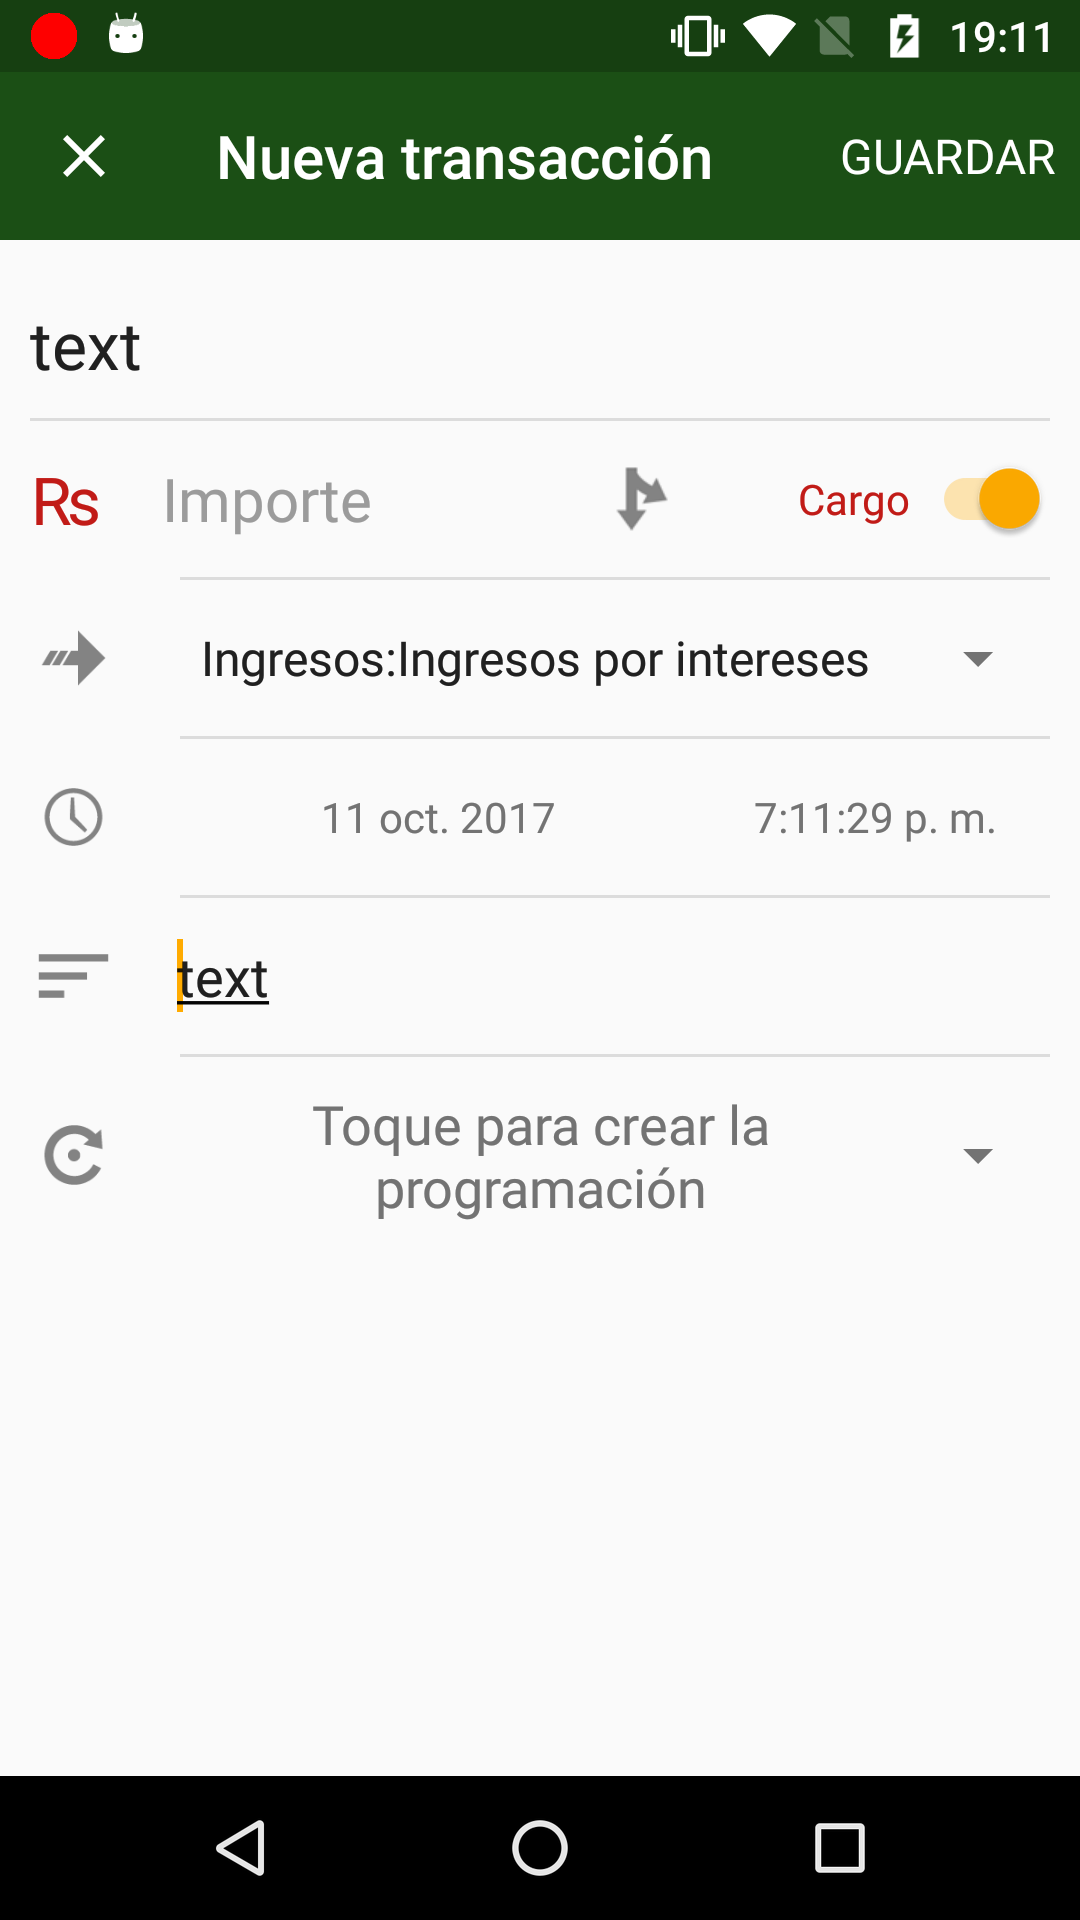 19:11
Nueva transacción GUARDAR
text
Rs Importe Cargo
Ingresos:Ingresos por intereses
11 oct. 2017 7:11:29 p. m.
text
Toque para crear la
programación